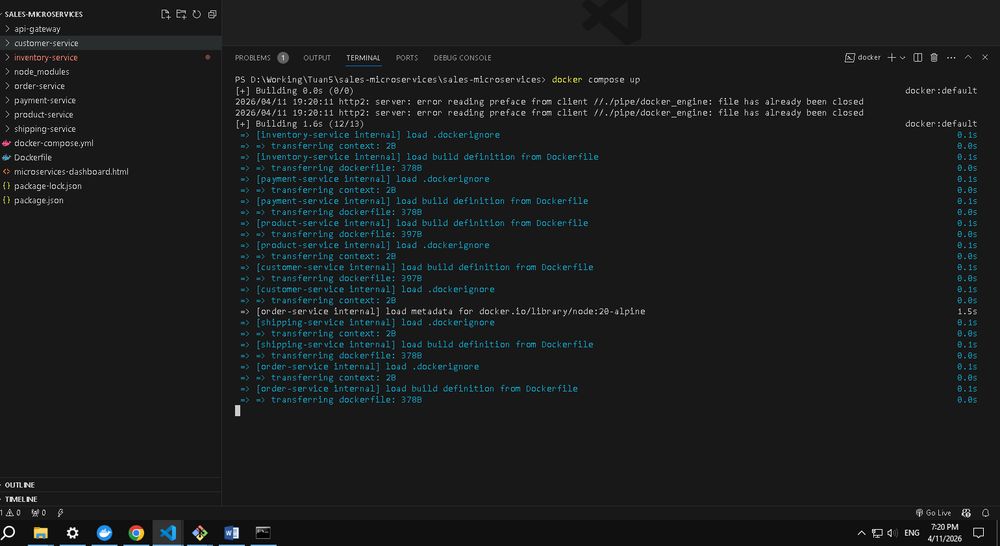 SALES-MICROSERVICES
api-gateway
customer-service
inventory-service
node_modules
order-service
payment-service
product-service
shipping-service
docker-compose.yml
Dockerfile
microservices-dashboard.html
package-lock.json
package.json
OUTLINE
TIMELINE
PROBLEMS 1 OUTPUT TERMINAL PORTS DEBUG CONSOLE docker
PS D:\Working\Tuan5\sales-microservices\sales-microservices> docker compose up
[+] Building 0.0s (0/0) docker:default
2026/04/11 19:20:11 http2: server: error reading preface from client //./pipe/docker_engine: file has already been closed
2026/04/11 19:20:11 http2: server: error reading preface from client //./pipe/docker_engine: file has already been closed
[+] Building 1.6s (12/13) docker:default
=> [inventory-service internal] load .dockerignore 0.1s
=> => transferring context: 2B 0.0s
=> [inventory-service internal] load build definition from Dockerfile 0.1s
=> => transferring dockerfile: 378B 0.0s
=> [payment-service internal] load .dockerignore 0.1s
=> => transferring context: 2B 0.0s
=> [payment-service internal] load build definition from Dockerfile 0.1s
=> => transferring dockerfile: 378B 0.0s
=> [product-service internal] load build definition from Dockerfile 0.1s
=> => transferring dockerfile: 397B 0.0s
=> [product-service internal] load .dockerignore 0.1s
=> => transferring context: 2B 0.0s
=> [customer-service internal] load build definition from Dockerfile 0.1s
=> => transferring dockerfile: 397B 0.0s
=> [customer-service internal] load .dockerignore 0.1s
=> => transferring context: 2B 0.0s
=> [order-service internal] load metadata for docker.io/library/node:20-alpine 1.5s
=> [shipping-service internal] load .dockerignore 0.1s
=> => transferring context: 2B 0.0s
=> [shipping-service internal] load build definition from Dockerfile 0.1s
=> => transferring dockerfile: 378B 0.0s
=> [order-service internal] load .dockerignore 0.1s
=> => transferring context: 2B 0.0s
=> [order-service internal] load build definition from Dockerfile 0.1s
=> => transferring dockerfile: 378B 0.0s
1 0 0 Go Live
ENG
7:20 PM
4/11/2026